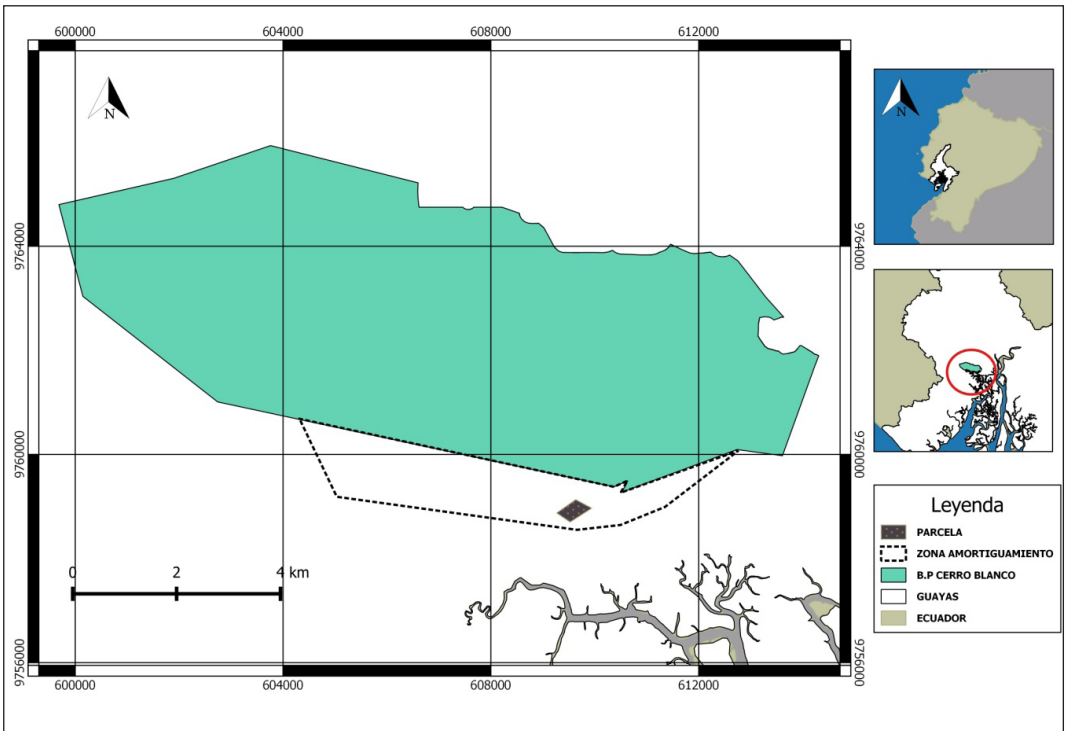 600000 604000 608000 612000
N
N
9764000 9764000
9760000 9760000
0 2 4 km
9756000 9756000
600000 604000 608000 612000
Leyenda
PARCELA
ZONA AMORTIGUAMIENTO
B.P CERRO BLANCO
GUAYAS
ECUADOR